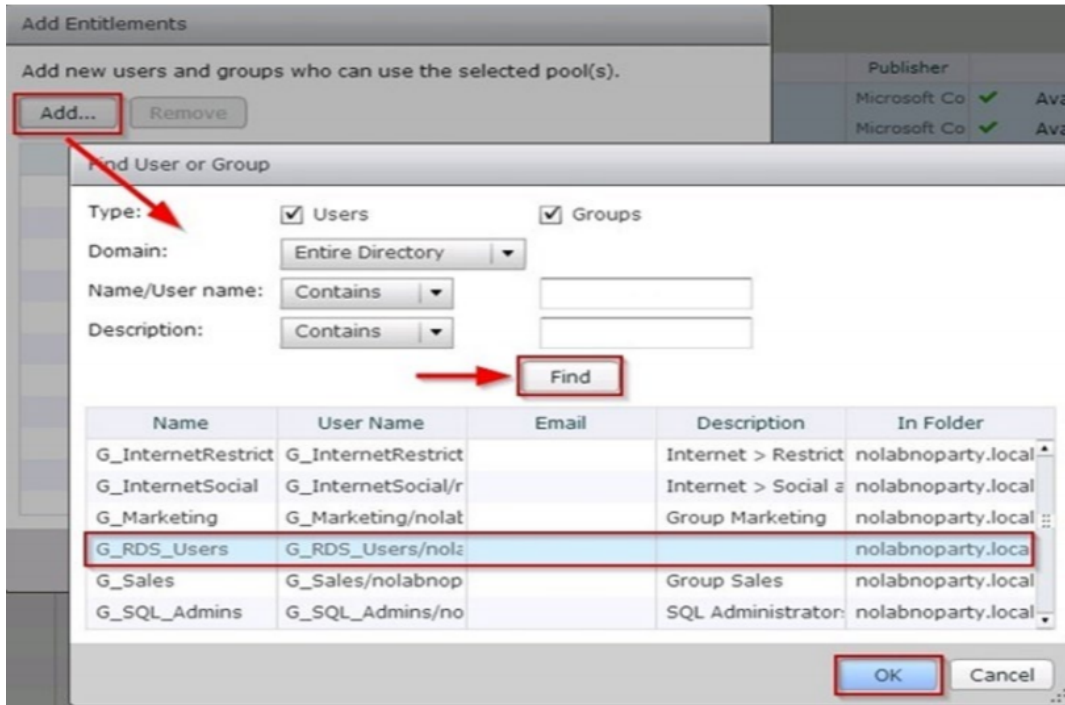 Add Entitlements
Add new users and groups who can use the selected pool(s).
Publisher
Add... Remove
Microsoft Co Ava
Microsoft Co Ava
Find User or Group
Type: Users Groups
Domain: Entire Directory
Name/User name: Contains
Description: Contains
Find
Name User Name Email Description In Folder
G_InternetRestrict G_InternetRestrict Internet > Restrict nolabnoparty.local
G_InternetSocial G_InternetSocial/r Internet > Social a nolabnoparty.local
G_Marketing G_Marketing/nolab Group Marketing nolabnoparty.local
G_RDS_Users G_RDS_Users/nola nolabnoparty.loca
G_Sales G_Sales/nolabnop Group Sales nolabnoparty.local
G_SQL_Admins G_SQL_Admins/no SQL Administrator nolabnoparty.local
OK Cancel